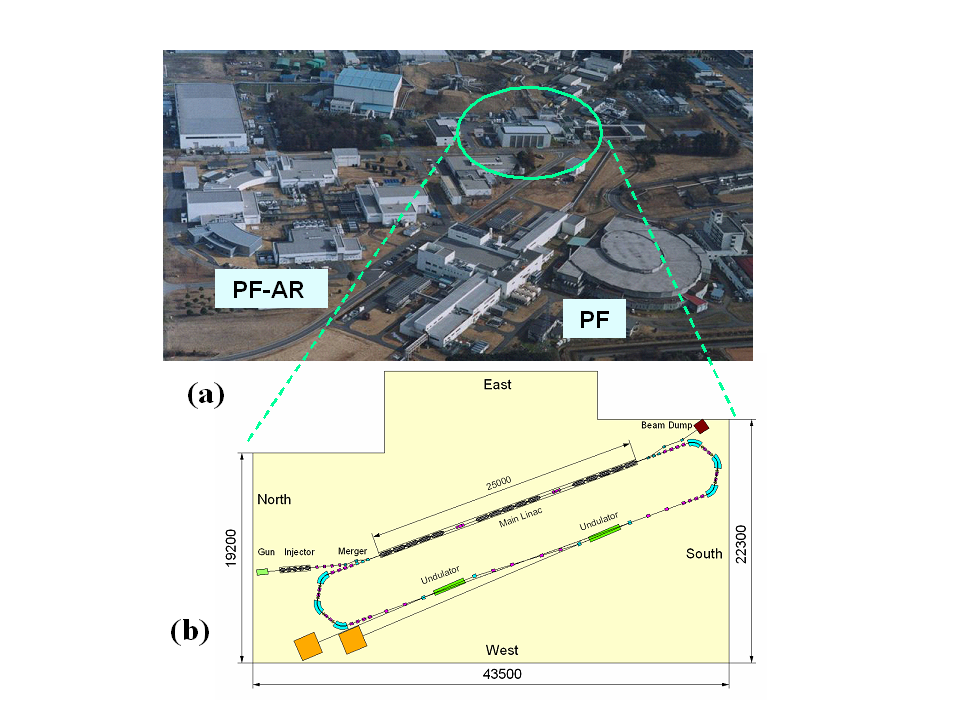 PF-AR
PF
(a)
East
Beam Dump
25000
North
Main Linac
Undulator
19200
Gun
Injector
Merger
South
22300
Undulator
(b)
West
43500